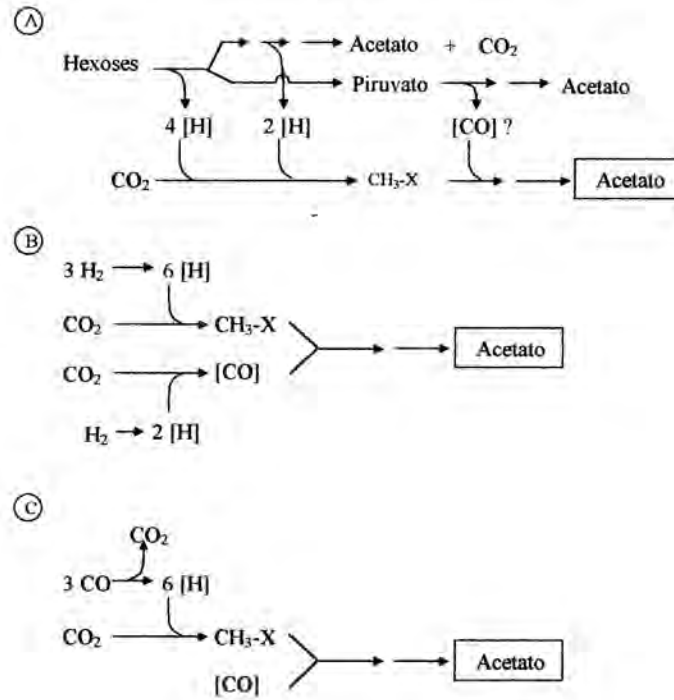 A
Acetato + CO2
Hexoses
Piruvato
Acetato
4 [H] 2 [H] [CO] ?
CO2 CH3-X Acetato
B
3 H2 6 [H]
CO2 CH3-X
Acetato
CO2 [CO]
H2 2 [H]
C
CO2
3 CO 6 [H]
CO2 CH3-X
Acetato
[CO]